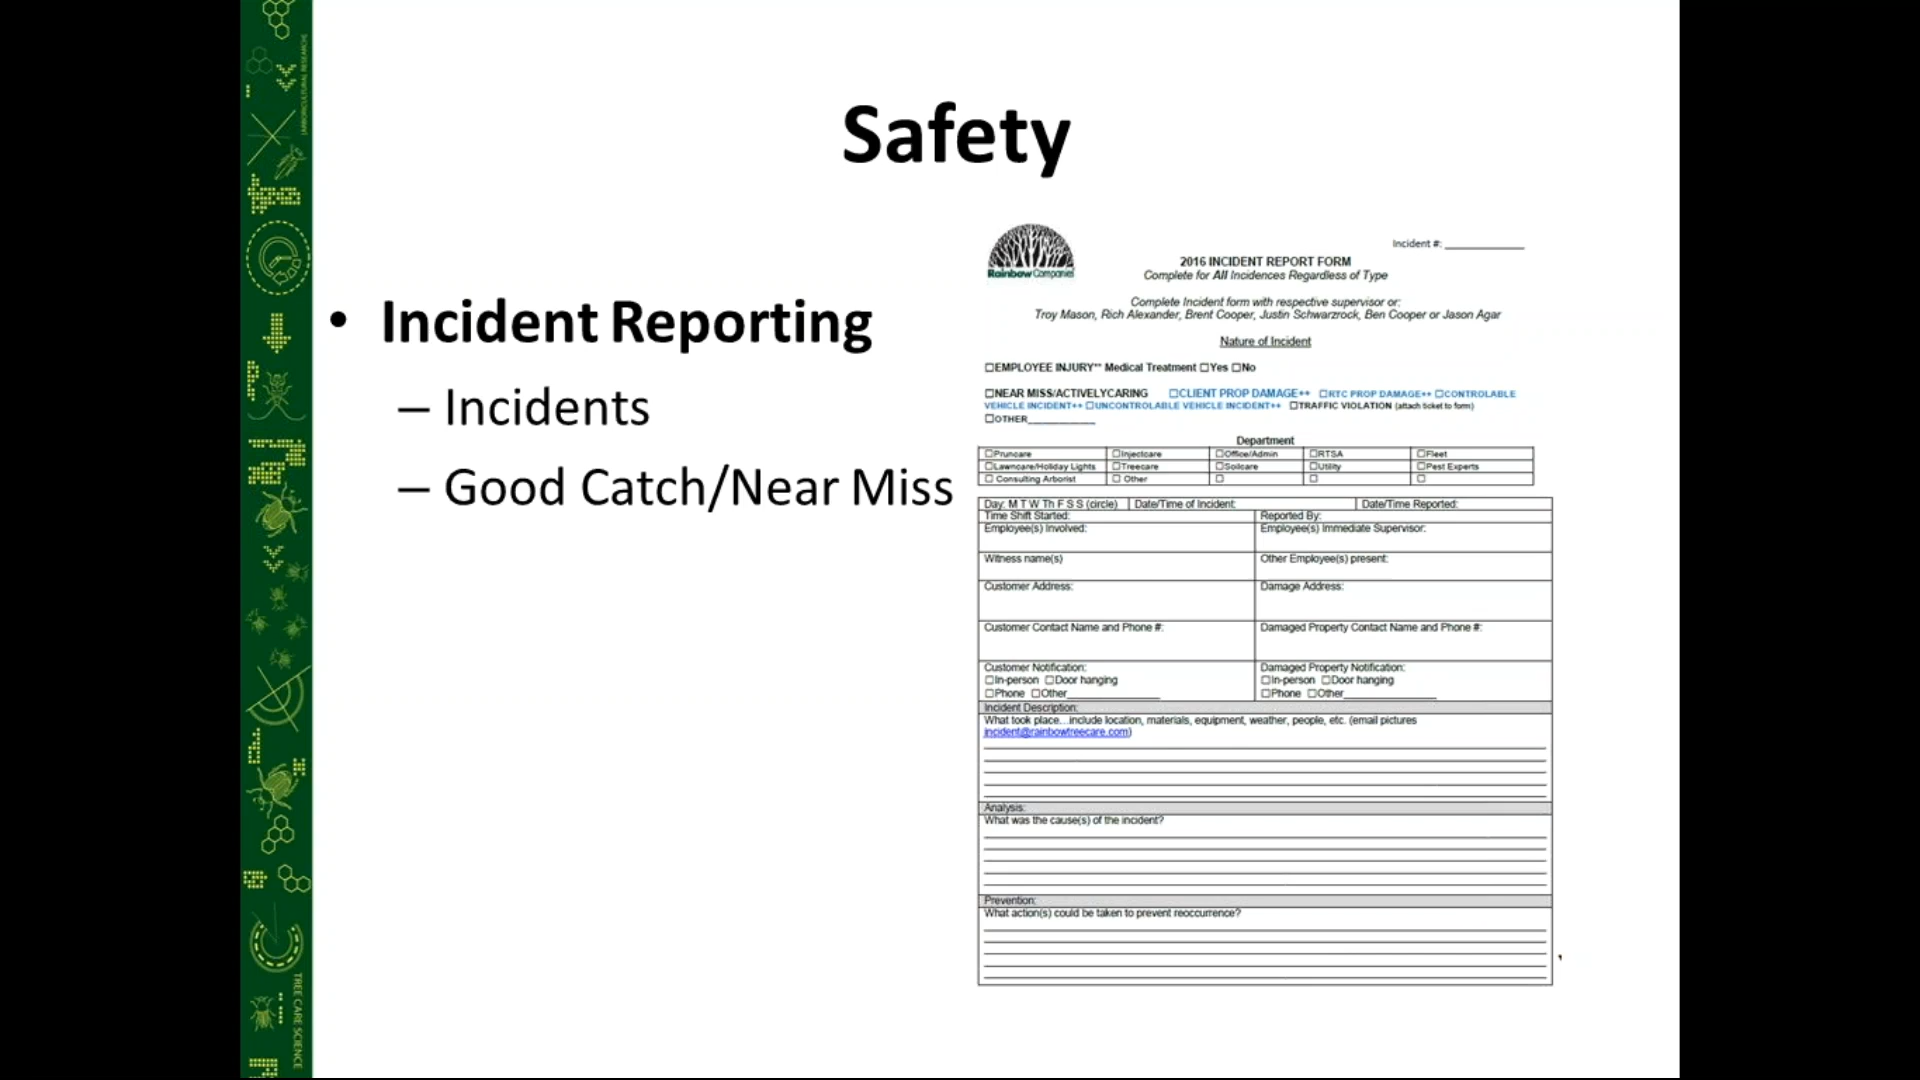 Safety
• Incident Reporting
– Incidents
– Good Catch/Near Miss
Rainbow Companies
Incident #: ____________
2016 INCIDENT REPORT FORM
Complete for All Incidences Regardless of Type
Complete Incident form with respective supervisor or:
Troy Mason, Rich Alexander, Brent Cooper, Justin Schwarzrock, Ben Cooper or Jason Agar
Nature of Incident
☐EMPLOYEE INJURY** Medical Treatment ☐Yes ☐No
☐NEAR MISS/ACTIVELYCARING ☐CLIENT PROP DAMAGE++ ☐RTC PROP DAMAGE++ ☐CONTROLABLE
VEHICLE INCIDENT++ ☐UNCONTROLABLE VEHICLE INCIDENT++ ☐TRAFFIC VIOLATION (attach ticket to form)
☐OTHER____________
Department
☐Pruncare ☐Injectcare ☐Office/Admin ☐RTSA ☐Fleet
☐Lawncare/Holiday Lights ☐Treecare ☐Soilcare ☐Utility ☐Pest Experts
☐ Consulting Arborist ☐ Other ☐ ☐ ☐
Day: M T W Th F S S (circle) Date/Time of Incident: Date/Time Reported:
Time Shift Started: Reported By:
Employee(s) Involved: Employee(s) Immediate Supervisor:
Witness name(s) Other Employee(s) present:
Customer Address: Damage Address:
Customer Contact Name and Phone #: Damaged Property Contact Name and Phone #:
Customer Notification: Damaged Property Notification:
☐In-person ☐Door hanging ☐In-person ☐Door hanging
☐Phone ☐Other________________ ☐Phone ☐Other________________
Incident Description:
What took place...include location, materials, equipment, weather, people, etc. (email pictures
incident@rainbowtreecare.com)
Analysis:
What was the cause(s) of the incident?
Prevention:
What action(s) could be taken to prevent reoccurrence?
[ARBORICULTURAL RESEARCH]
TREE CARE SCIENCE